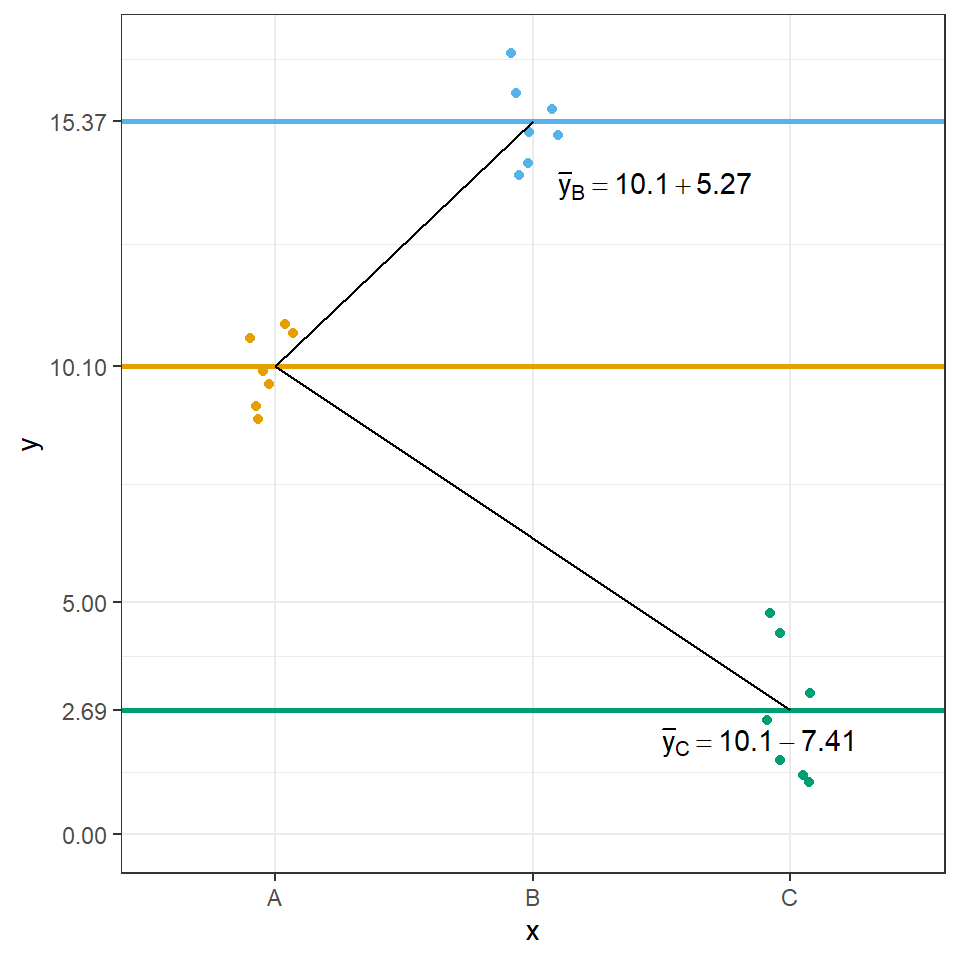 15.37
ȳB = 10.1 + 5.27
10.10
y
5.00
2.69
ȳC = 10.1 − 7.41
0.00
A B C
x